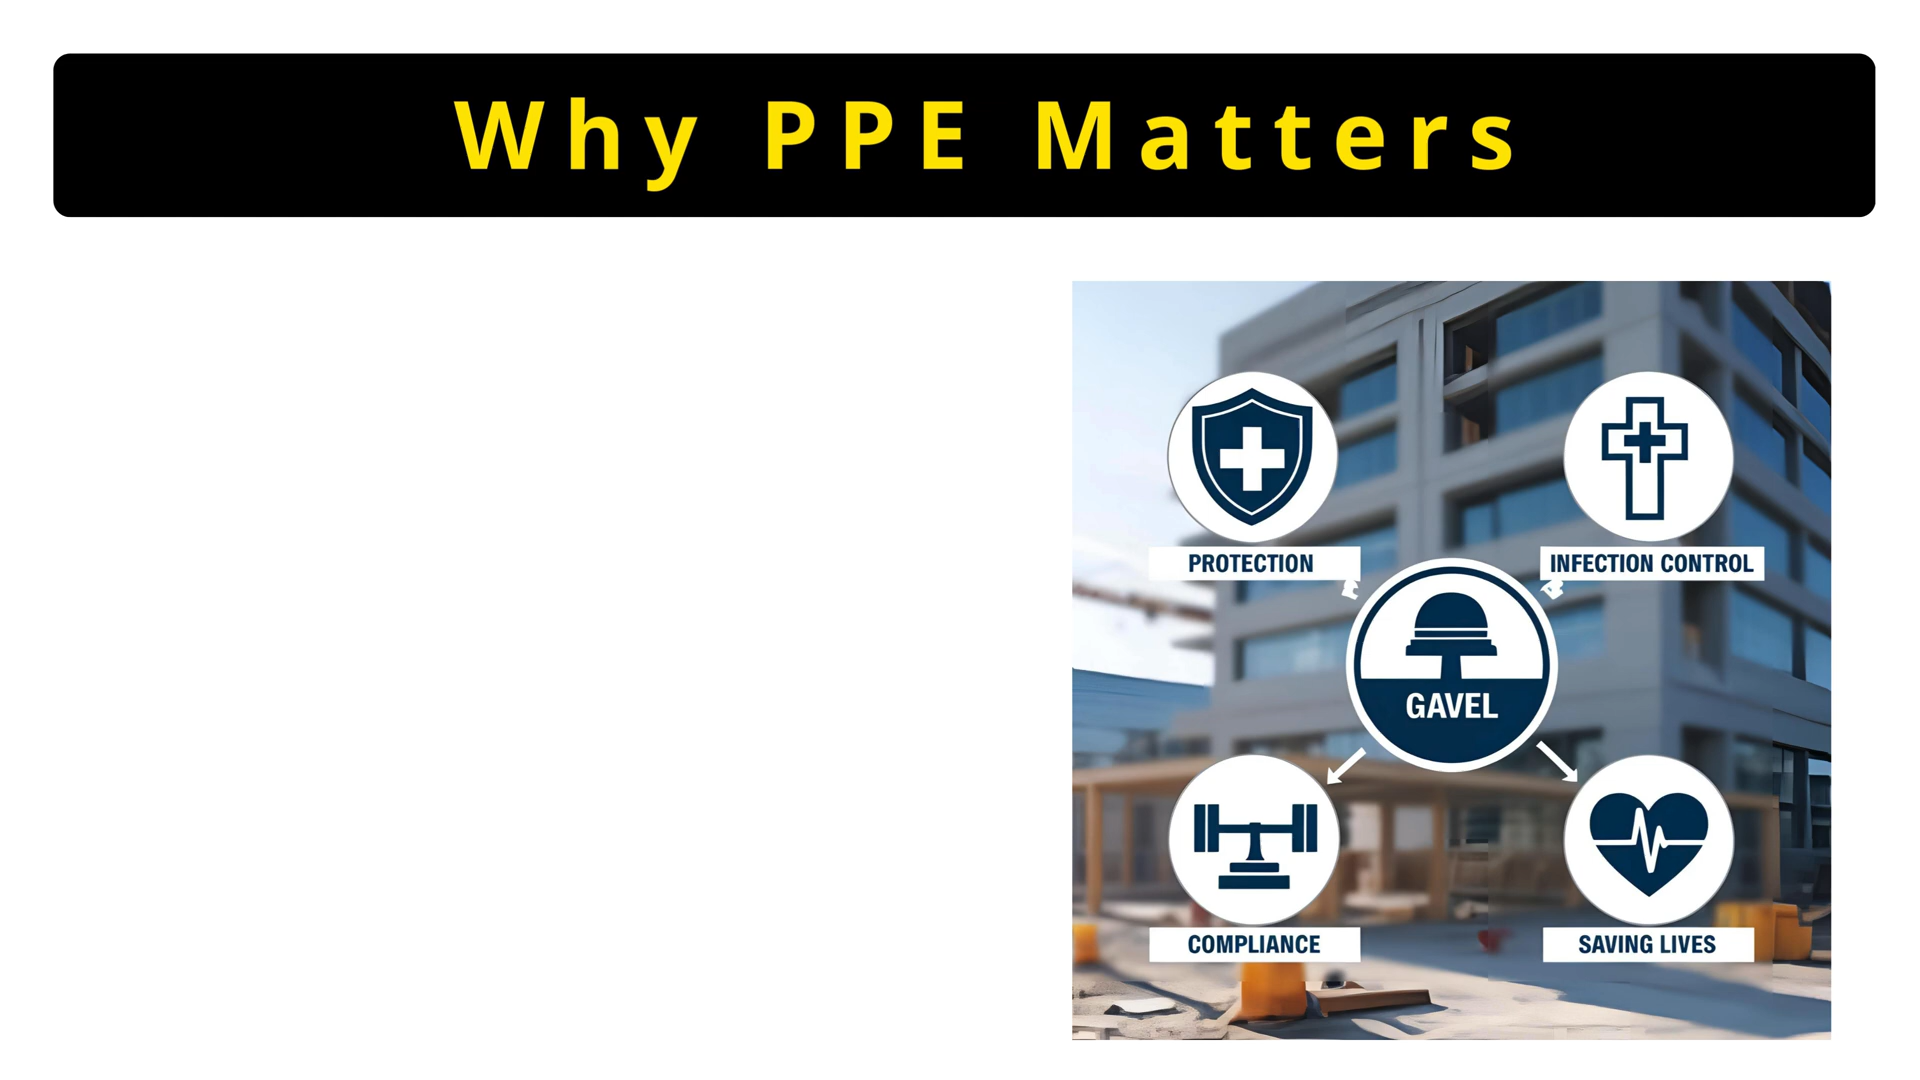 Why PPE Matters
PROTECTION
INFECTION CONTROL
GAVEL
COMPLIANCE
SAVING LIVES